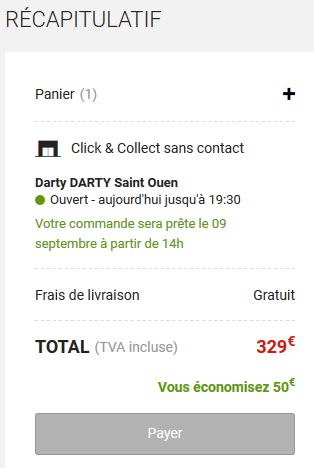 RÉCAPITULATIF
Panier (1) +
Click & Collect sans contact
Darty DARTY Saint Ouen
Ouvert - aujourd'hui jusqu'à 19:30
Votre commande sera prête le 09
septembre à partir de 14h
Frais de livraison Gratuit
TOTAL (TVA incluse) 329€
Vous économisez 50€
Payer